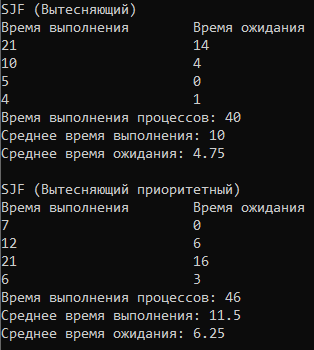 SJF (Вытесняющий)
Время выполнения Время ожидания
21 14
10 4
5 0
4 1
Время выполнения процессов: 40
Среднее время выполнения: 10
Среднее время ожидания: 4.75
SJF (Вытесняющий приоритетный)
Время выполнения Время ожидания
7 0
12 6
21 16
6 3
Время выполнения процессов: 46
Среднее время выполнения: 11.5
Среднее время ожидания: 6.25